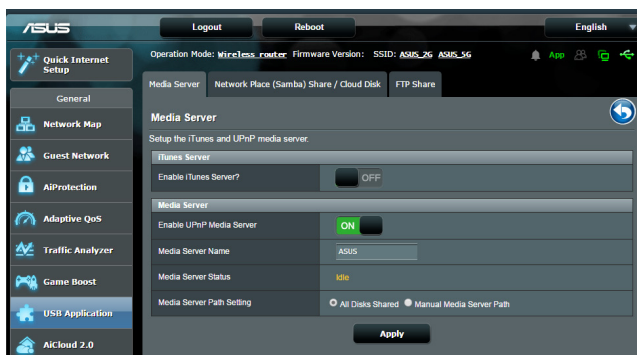 ASUS
Logout Reboot English
Quick Internet Setup
Operation Mode: Wireless router Firmware Version: SSID: ASUS_2G ASUS_5G App
Media Server Network Place (Samba) Share / Cloud Disk FTP Share
General
Network Map
Guest Network
AiProtection
Adaptive QoS
Traffic Analyzer
Game Boost
USB Application
AiCloud 2.0
Media Server
Setup the iTunes and UPnP media server.
iTunes Server
Enable iTunes Server? OFF
Media Server
Enable UPnP Media Server ON
Media Server Name ASUS
Media Server Status Idle
Media Server Path Setting All Disks Shared Manual Media Server Path
Apply